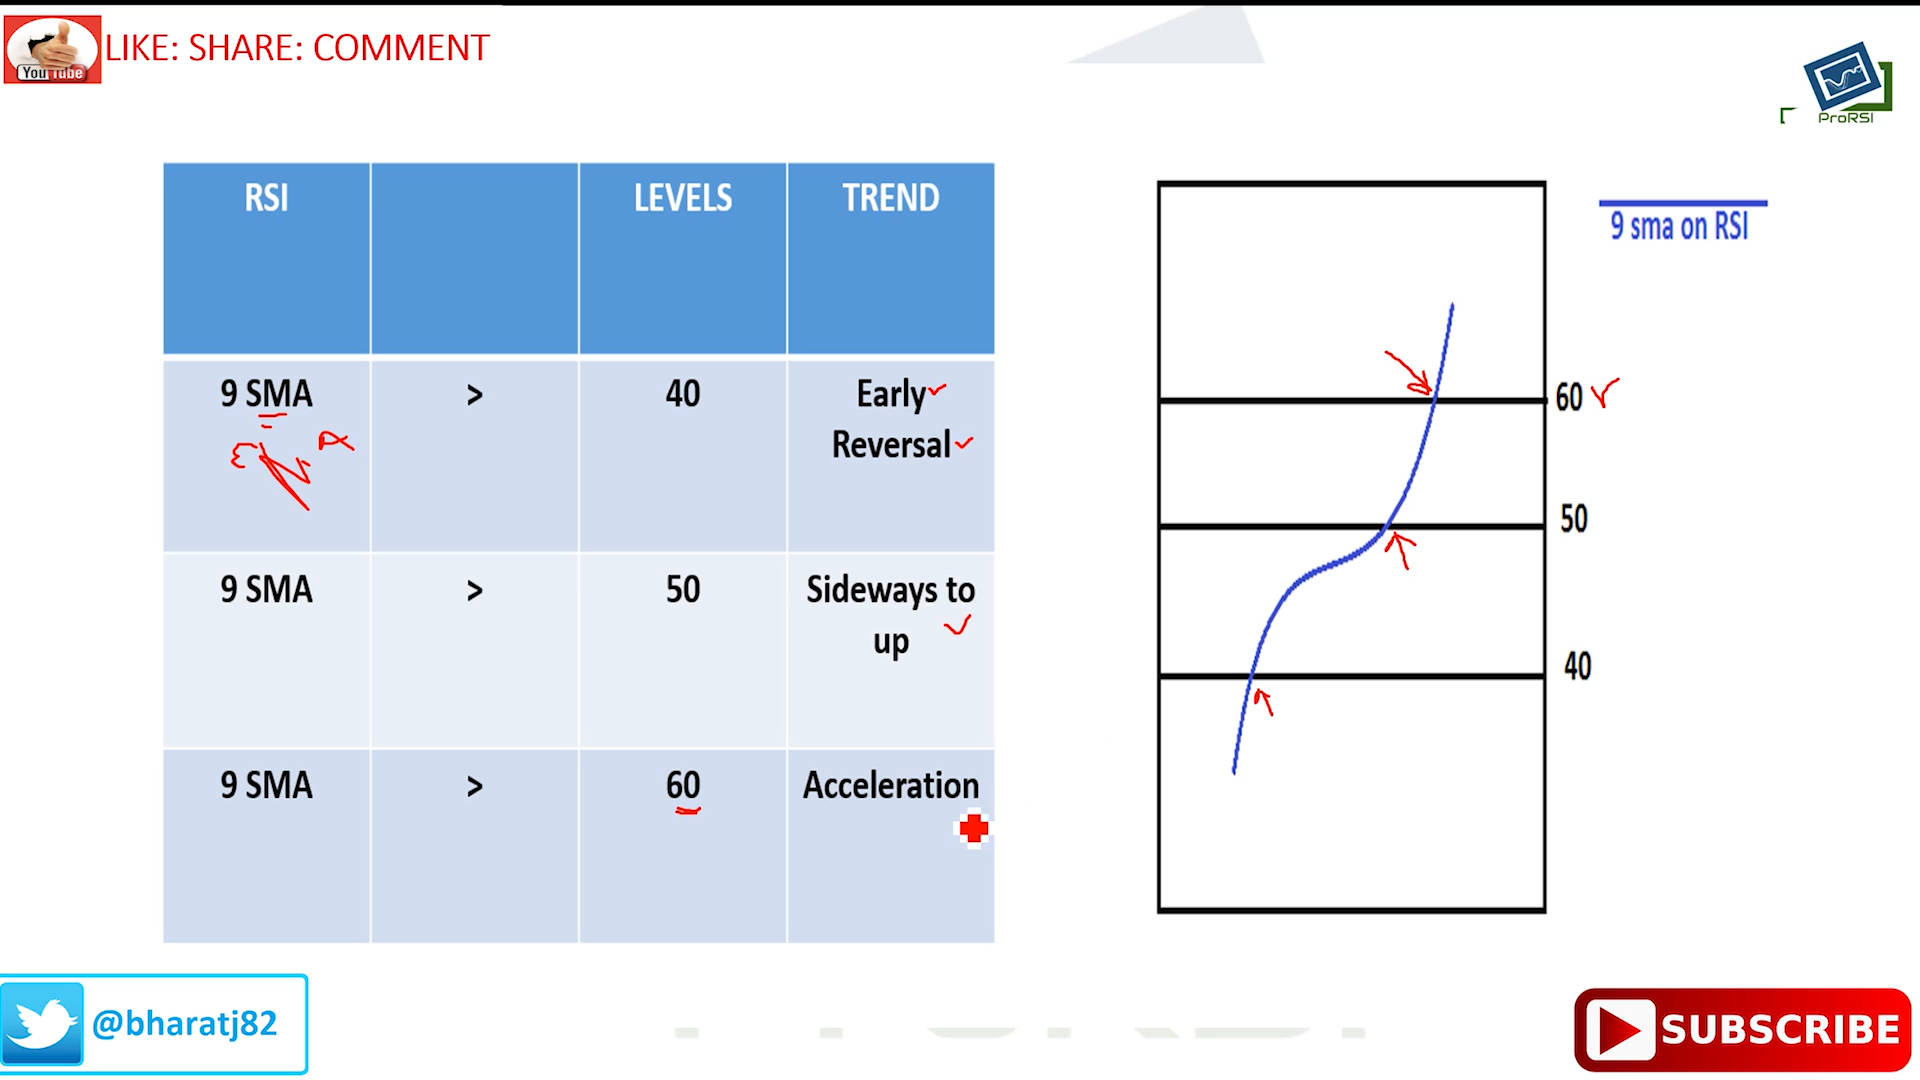 LIKE: SHARE: COMMENT
You Tube
ProRSI
RSI LEVELS TREND
9 SMA > 40 Early
Reversal
9 SMA > 50 Sideways to
up
9 SMA > 60 Acceleration
9 sma on RSI
60
50
40
@bharatj82
SUBSCRIBE